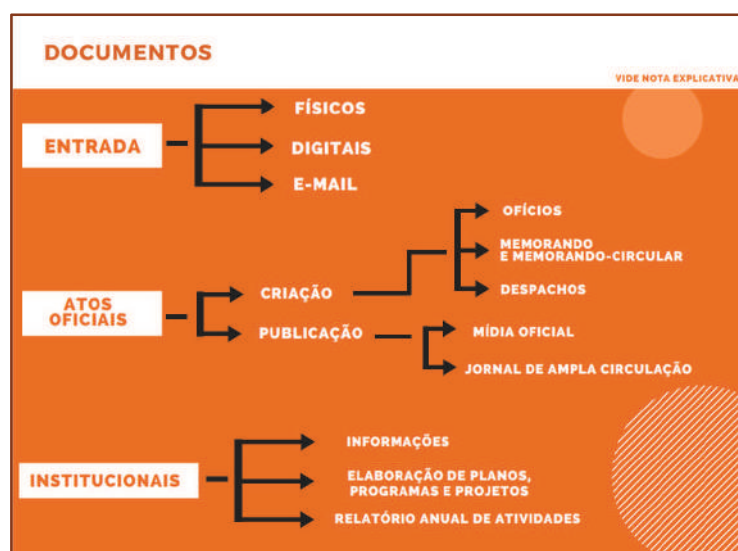 DOCUMENTOS
VIDE NOTA EXPLICATIVA
ENTRADA
FÍSICOS
DIGITAIS
E-MAIL
ATOS
OFICIAIS
CRIAÇÃO
OFÍCIOS
MEMORANDO
E MEMORANDO-CIRCULAR
DESPACHOS
PUBLICAÇÃO
MÍDIA OFICIAL
JORNAL DE AMPLA CIRCULAÇÃO
INSTITUCIONAIS
INFORMAÇÕES
ELABORAÇÃO DE PLANOS,
PROGRAMAS E PROJETOS
RELATÓRIO ANUAL DE ATIVIDADES